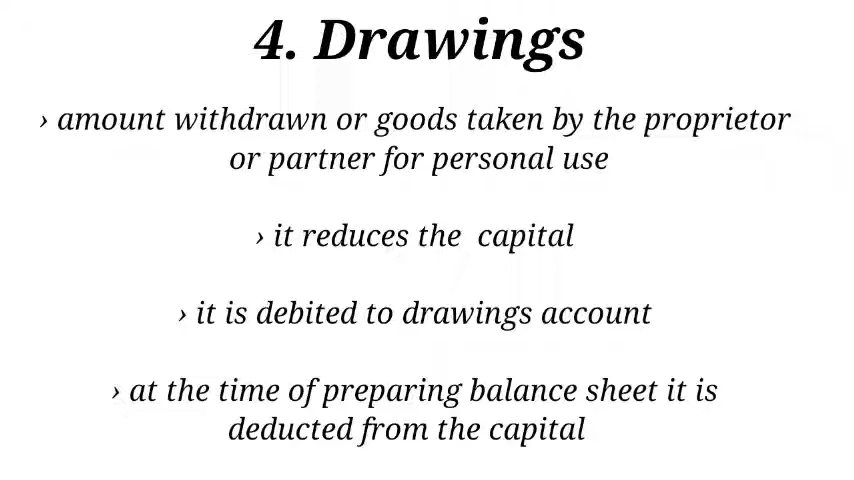 4. Drawings
› amount withdrawn or goods taken by the proprietor
or partner for personal use
› it reduces the  capital
› it is debited to drawings account
› at the time of preparing balance sheet it is
deducted from the capital